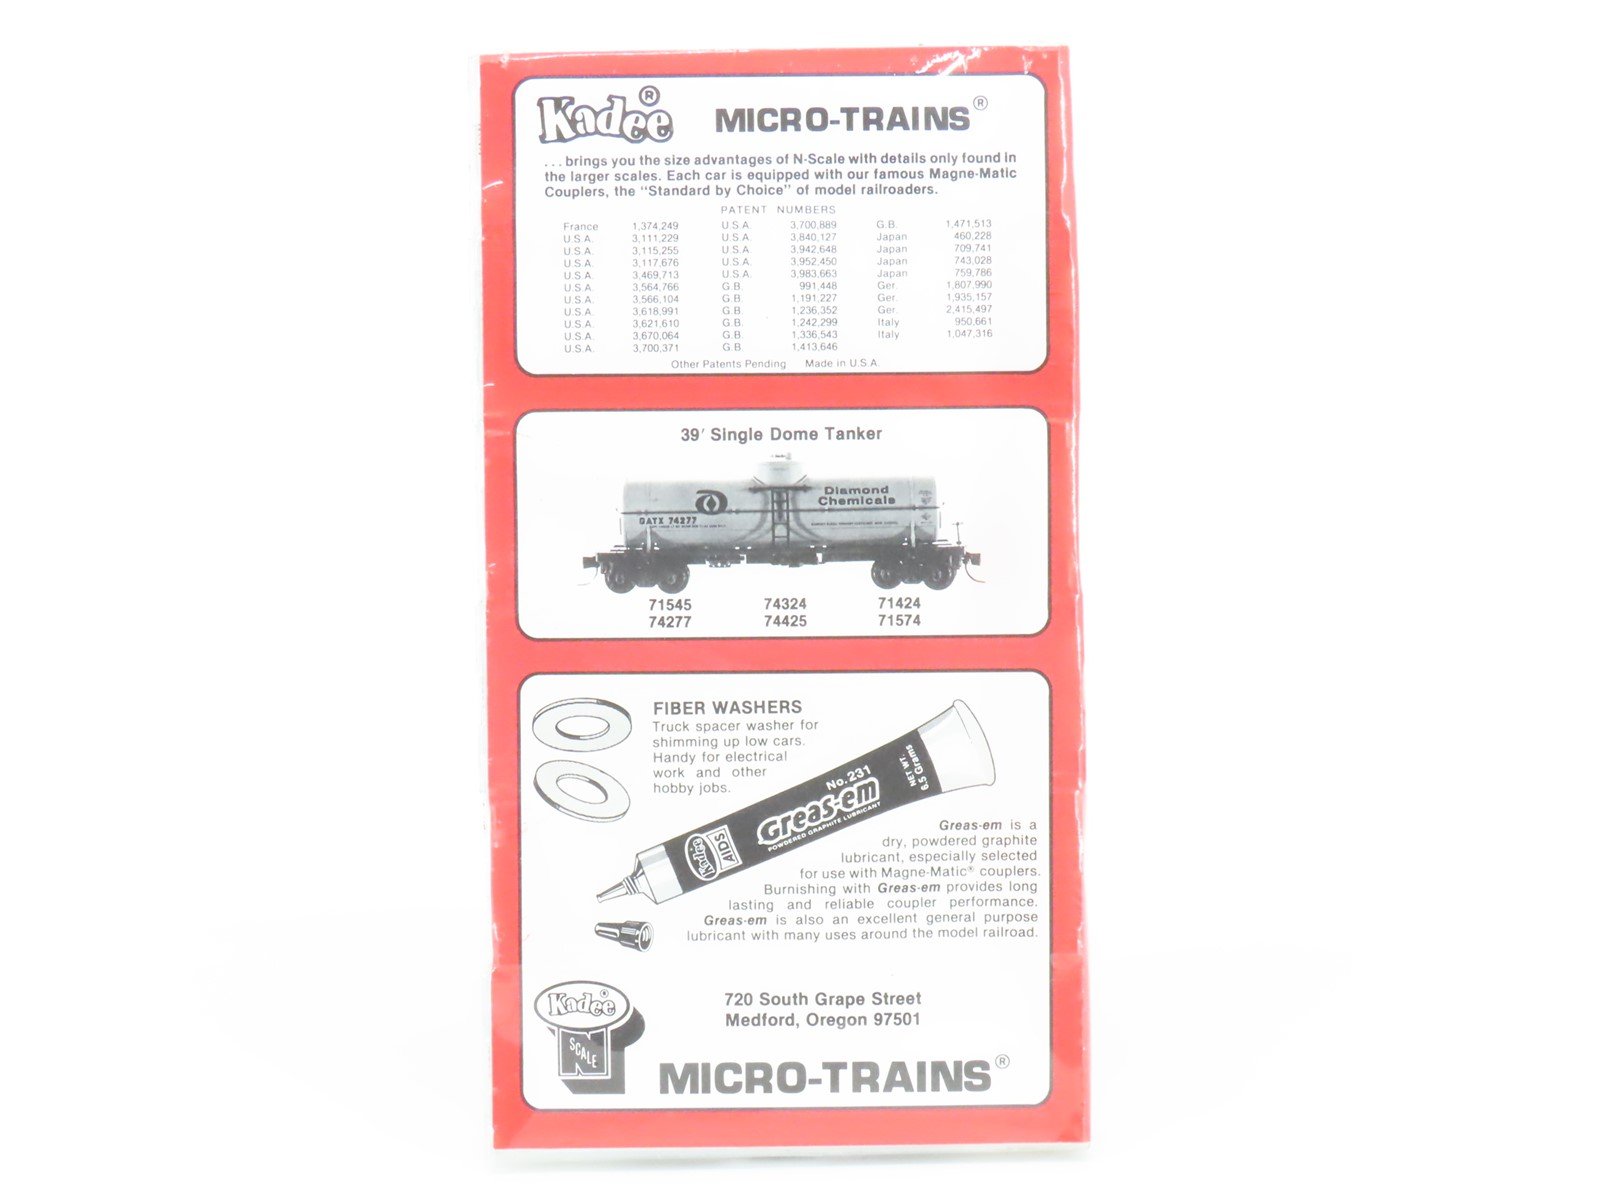 Kadee® MICRO-TRAINS®
... brings you the size advantages of N-Scale with details only found in
the larger scales. Each car is equipped with our famous Magne-Matic
Couplers, the "Standard by Choice" of model railroaders.
PATENT NUMBERS
France 1,374,249 U.S.A. 3,700,889 G.B. 1,471,513
U.S.A. 3,111,229 U.S.A. 3,840,127 Japan 460,228
U.S.A. 3,115,255 U.S.A. 3,942,648 Japan 709,741
U.S.A. 3,117,676 U.S.A. 3,952,450 Japan 743,028
U.S.A. 3,469,713 U.S.A. 3,983,663 Japan 759,786
U.S.A. 3,564,766 G.B. 991,448 Ger. 1,807,990
U.S.A. 3,566,104 G.B. 1,191,227 Ger. 1,935,157
U.S.A. 3,618,991 G.B. 1,236,352 Ger. 2,415,497
U.S.A. 3,621,610 G.B. 1,242,299 Italy 950,661
U.S.A. 3,670,064 G.B. 1,336,543 Italy 1,047,316
U.S.A. 3,700,371 G.B. 1,413,646
Other Patents Pending Made in U.S.A.
39' Single Dome Tanker
Diamond
Chemicals
GATX 74277
71545 74324 71424
74277 74425 71574
FIBER WASHERS
Truck spacer washer for
shimming up low cars.
Handy for electrical
work and other
hobby jobs.
Kadee
AIDS
No. 231
Greas-em
POWDERED GRAPHITE LUBRICANT
NET WT.
6.5 Grams
Greas-em is a
dry, powdered graphite
lubricant, especially selected
for use with Magne-Matic® couplers.
Burnishing with Greas-em provides long
lasting and reliable coupler performance.
Greas-em is also an excellent general purpose
lubricant with many uses around the model railroad.
Kadee®
N SCALE
720 South Grape Street
Medford, Oregon 97501
MICRO-TRAINS®